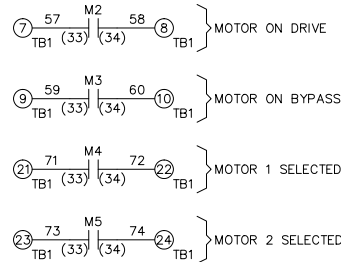 M2
7 57 58 8 MOTOR ON DRIVE
TB1 (33) (34) TB1
M3
9 59 60 10 MOTOR ON BYPASS
TB1 (33) (34) TB1
M4
21 71 72 22 MOTOR 1 SELECTED
TB1 (33) (34) TB1
M5
23 73 74 24 MOTOR 2 SELECTED
TB1 (33) (34) TB1